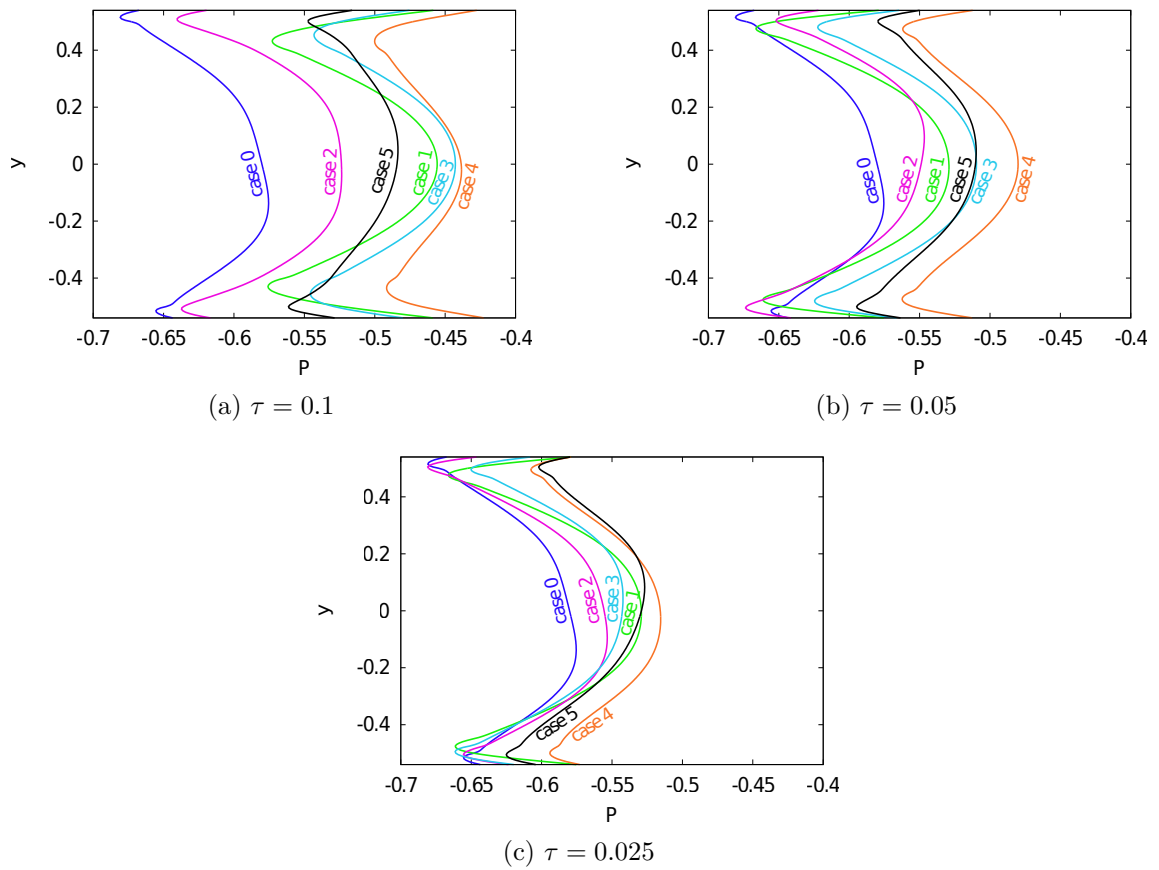 0.4
0.2
0
-0.2
-0.4
y
-0.7
-0.65
-0.6
-0.55
-0.5
-0.45
-0.4
P
case 0
case 2
case 5
case 1
case 3
case 4
(a) τ = 0.1
0.4
0.2
0
-0.2
-0.4
y
-0.7
-0.65
-0.6
-0.55
-0.5
-0.45
-0.4
P
case 0
case 2
case 1
case 5
case 3
case 4
(b) τ = 0.05
0.4
0.2
0
-0.2
-0.4
y
-0.7
-0.65
-0.6
-0.55
-0.5
-0.45
-0.4
P
case 0
case 2
case 3
case 1
case 5
case 4
(c) τ = 0.025